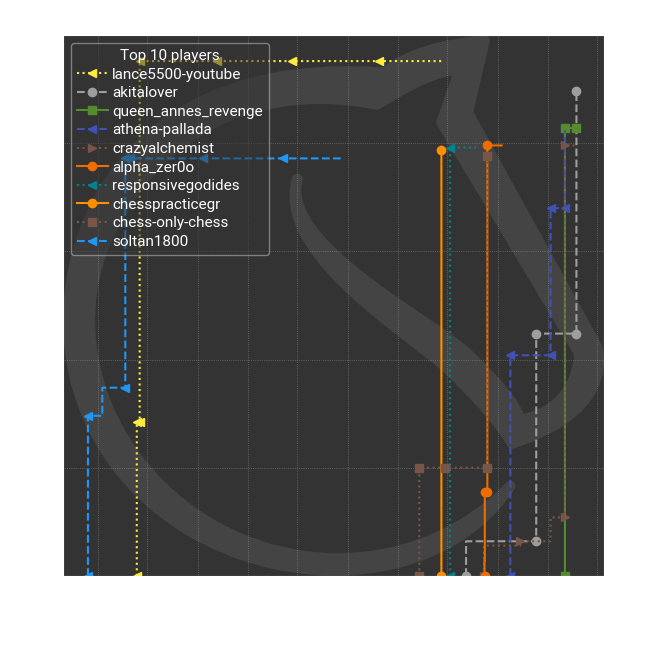 Top 10 players
lance5500-youtube
akitalover
queen_annes_revenge
athena-pallada
crazyalchemist
alpha_zer0o
responsivegodides
chesspracticegr
chess-only-chess
soltan1800